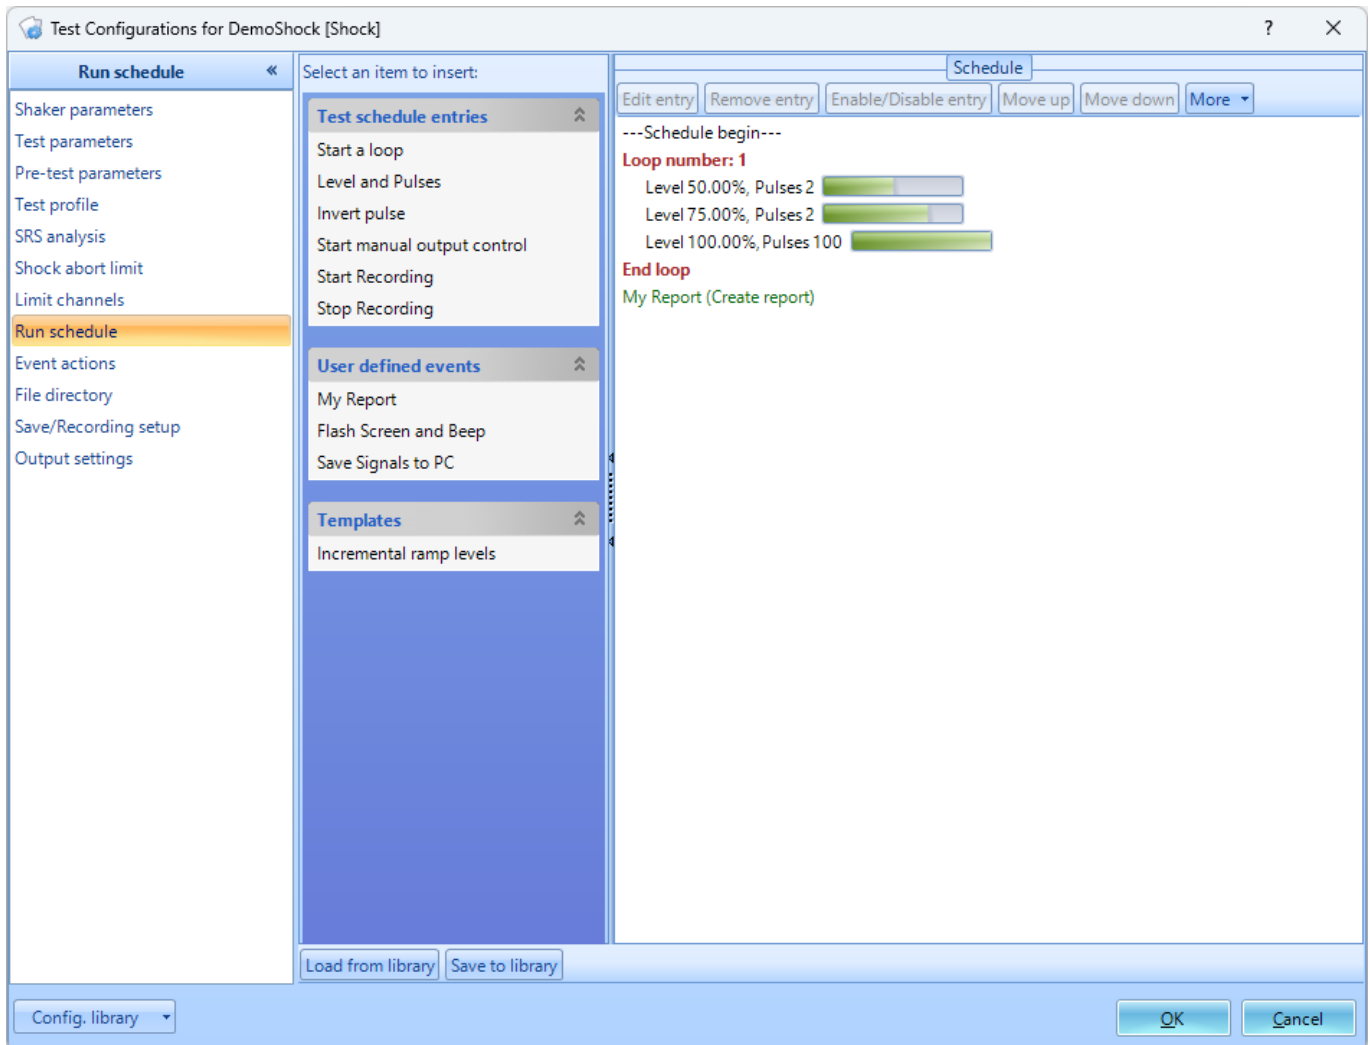 Test Configurations for DemoShock [Shock]
?
Run schedule «
Shaker parameters
Test parameters
Pre-test parameters
Test profile
SRS analysis
Shock abort limit
Limit channels
Run schedule
Event actions
File directory
Save/Recording setup
Output settings
Select an item to insert:
Test schedule entries
Start a loop
Level and Pulses
Invert pulse
Start manual output control
Start Recording
Stop Recording
User defined events
My Report
Flash Screen and Beep
Save Signals to PC
Templates
Incremental ramp levels
Schedule
Edit entry Remove entry Enable/Disable entry Move up Move down More
---Schedule begin---
Loop number: 1
Level 50.00%, Pulses 2
Level 75.00%, Pulses 2
Level 100.00%, Pulses 100
End loop
My Report (Create report)
Load from library Save to library
Config. library
OK Cancel